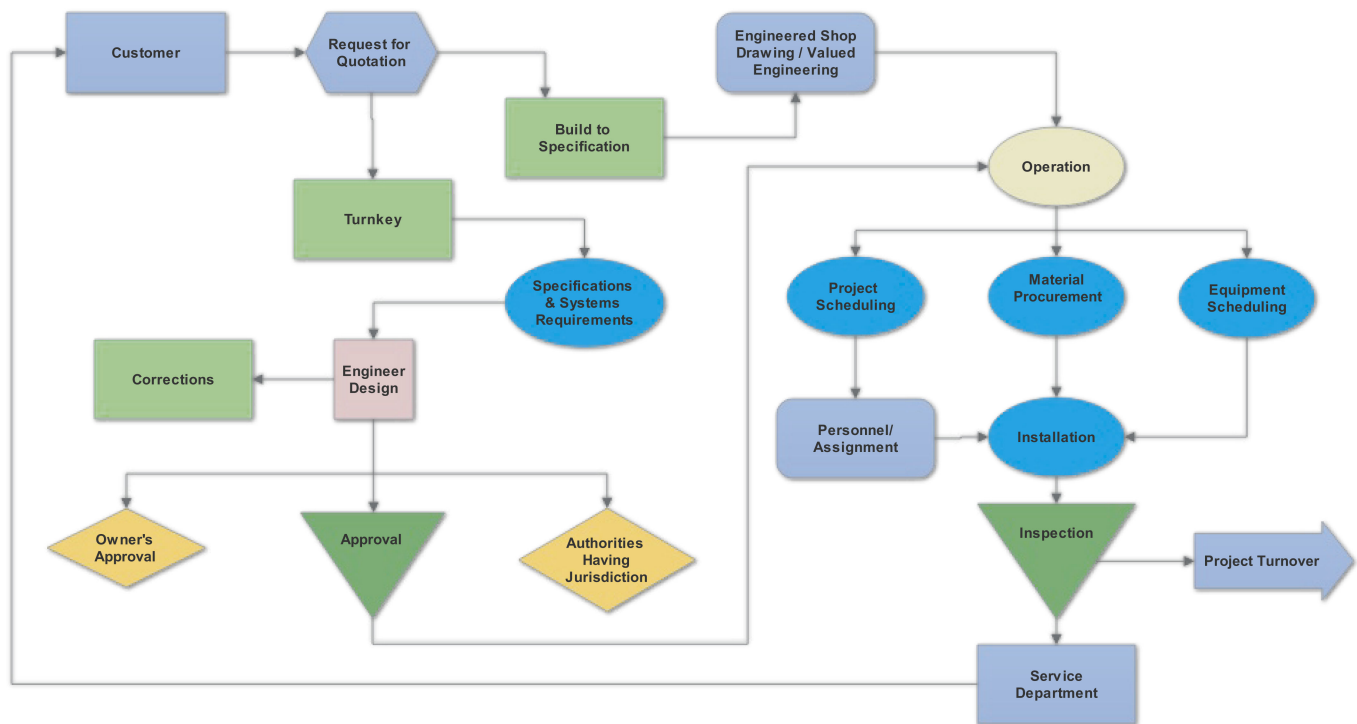 Customer
Request for
Quotation
Engineered Shop
Drawing / Valued
Engineering
Build to
Specification
Operation
Turnkey
Specifications
& Systems
Requirements
Project
Scheduling
Material
Procurement
Equipment
Scheduling
Corrections
Engineer
Design
Personnel/
Assignment
Installation
Owner's
Approval
Approval
Authorities
Having
Jurisdiction
Inspection
Project Turnover
Service
Department